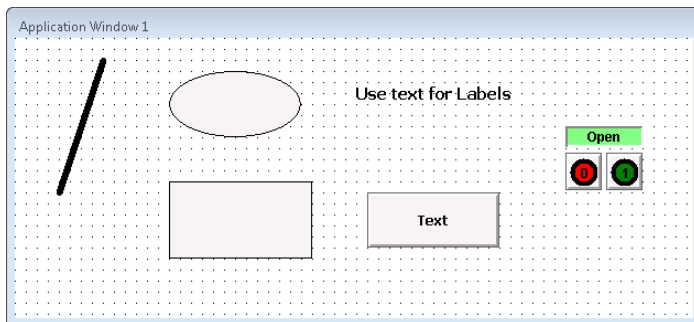 Application Window 1
Use text for Labels
Open
0 1
Text